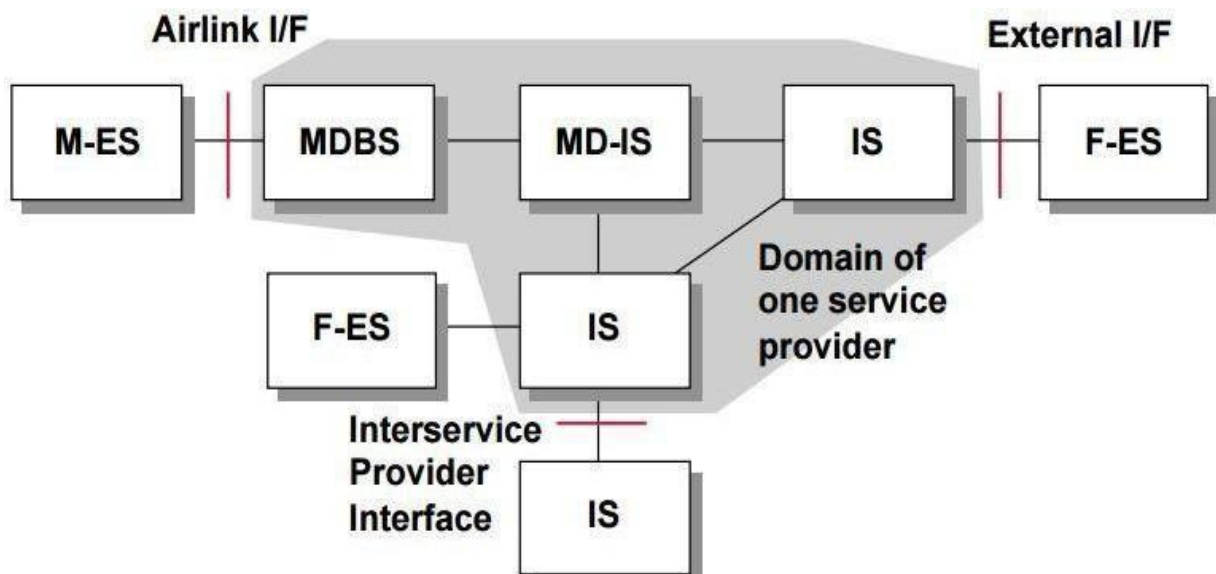 Airlink I/F
External I/F
M-ES
MDBS
MD-IS
IS
F-ES
Domain of
one service
provider
F-ES
IS
Interservice
Provider
Interface
IS